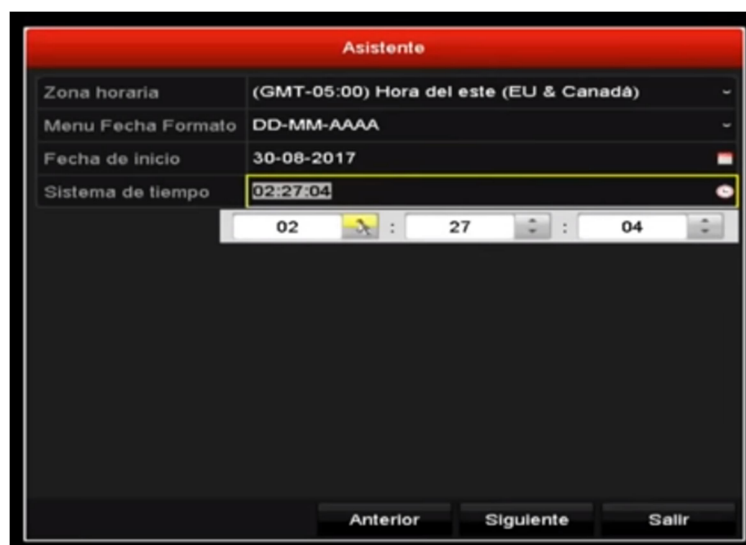 Asistente
Zona horaria (GMT-05:00) Hora del este (EU & Canadá)
Menu Fecha Formato DD-MM-AAAA
Fecha de inicio 30-08-2017
Sistema de tiempo 02:27:04
02 : 27 : 04
Anterior Siguiente Salir